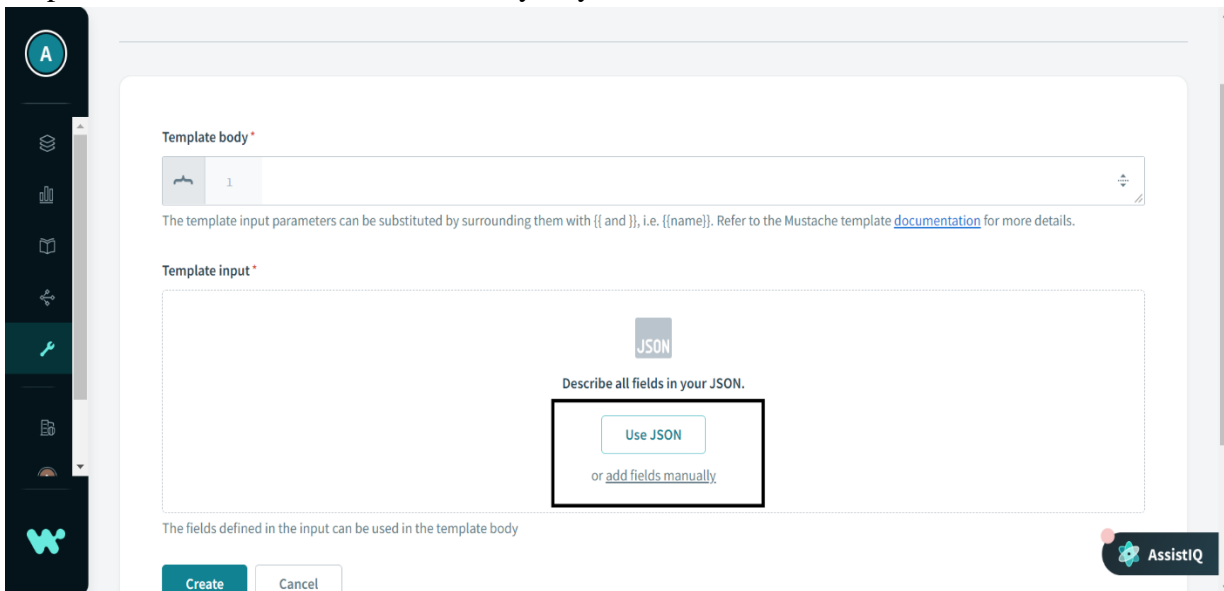 A
Template body *
1
The template input parameters can be substituted by surrounding them with {{ and }}, i.e. {{name}}. Refer to the Mustache template documentation for more details.
Template input *
JSON
Describe all fields in your JSON.
Use JSON
or add fields manually
The fields defined in the input can be used in the template body
AssistIQ
Create Cancel